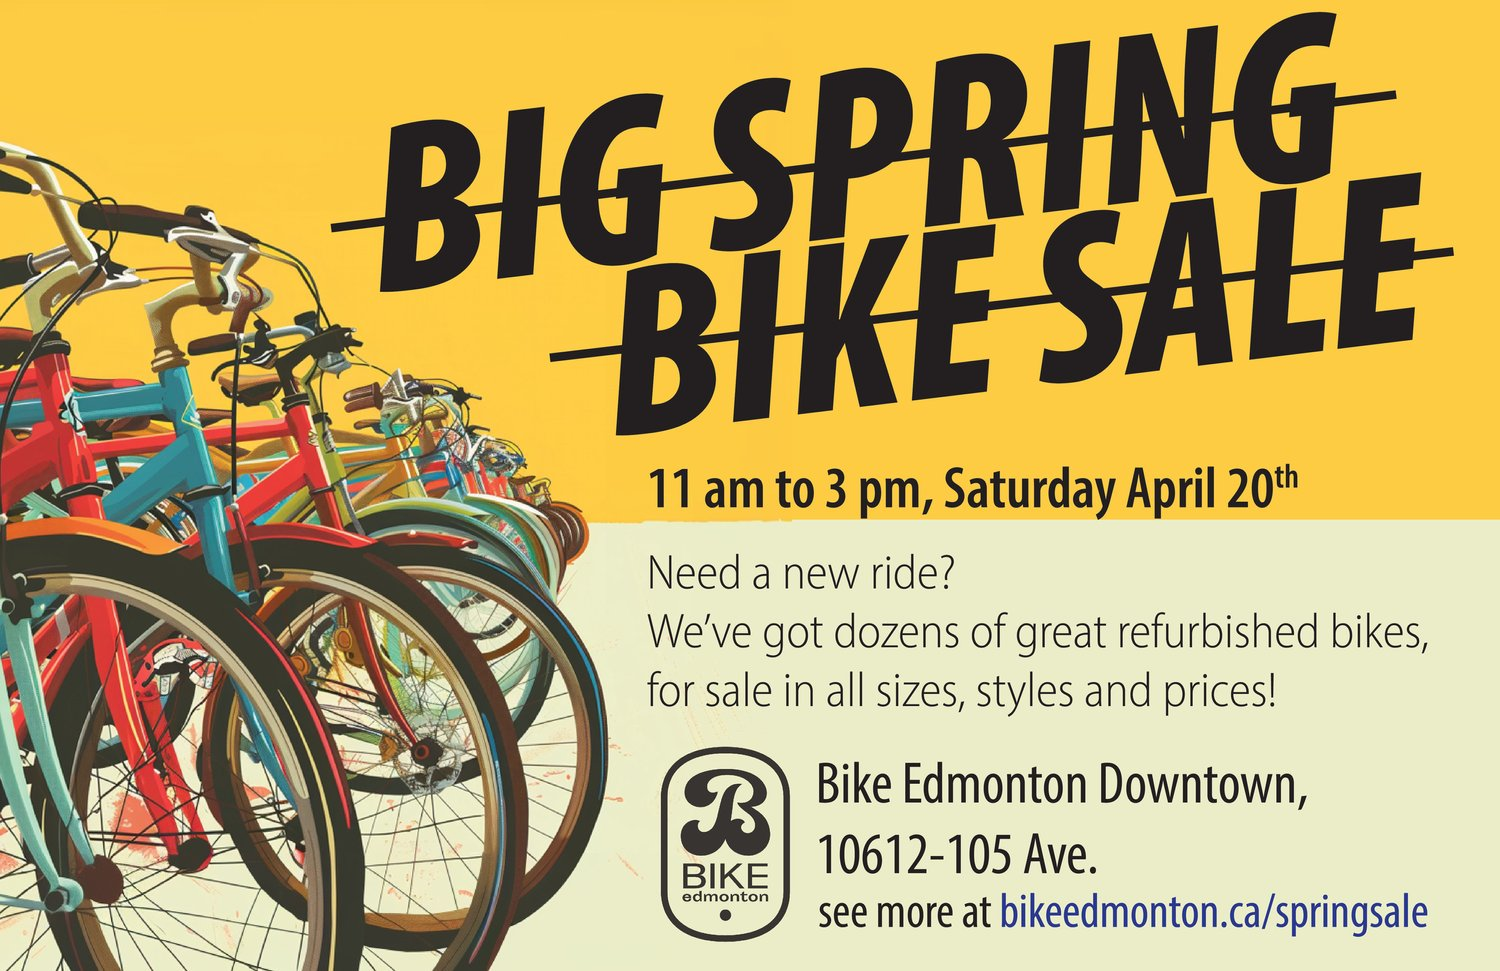 BIG SPRING
BIKE SALE
11 am to 3 pm, Saturday April 20th
Need a new ride?
We've got dozens of great refurbished bikes,
for sale in all sizes, styles and prices!
B
BIKE
edmonton
Bike Edmonton Downtown,
10612-105 Ave.
see more at bikeedmonton.ca/springsale